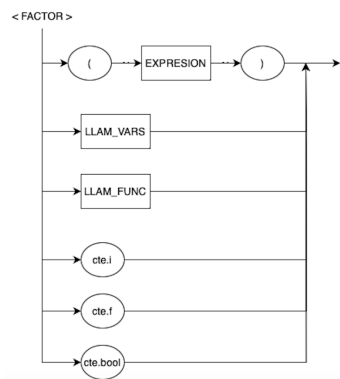 < FACTOR >
( EXPRESION )
LLAM_VARS
LLAM_FUNC
cte.i
cte.f
cte.bool